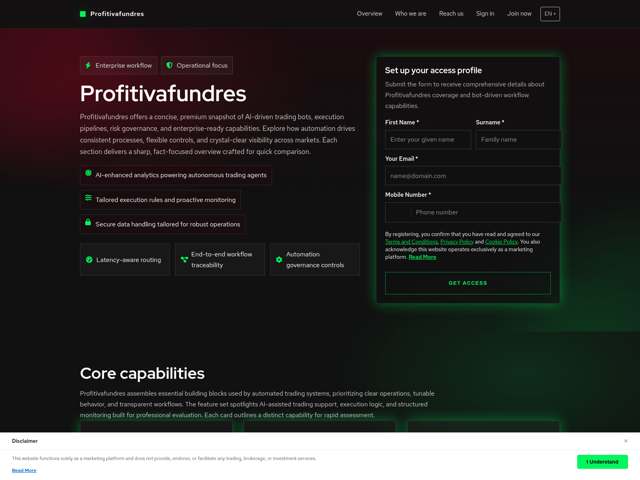 Profitivafundres
Overview Who we are Reach us Sign in Join now EN
Enterprise workflow Operational focus
Profitivafundres
Profitivafundres offers a concise, premium snapshot of AI-driven trading bots, execution
pipelines, risk governance, and enterprise-ready capabilities. Explore how automation drives
consistent processes, flexible controls, and crystal-clear visibility across markets. Each
section delivers a sharp, fact-focused overview crafted for quick comparison.
AI-enhanced analytics powering autonomous trading agents
Tailored execution rules and proactive monitoring
Secure data handling tailored for robust operations
Latency-aware routing
End-to-end workflow
traceability
Automation
governance controls
Set up your access profile
Submit the form to receive comprehensive details about
Profitivafundres coverage and bot-driven workflow
capabilities.
First Name * Surname *
Enter your given name Family name
Your Email *
name@domain.com
Mobile Number *
Phone number
By registering, you confirm that you have read and agreed to our
Terms and Conditions, Privacy Policy and Cookie Policy. You also
acknowledge this website operates exclusively as a marketing
platform. Read More
GET ACCESS
Core capabilities
Profitivafundres assembles essential building blocks used by automated trading systems, prioritizing clear operations, tunable
behavior, and transparent workflows. The feature set spotlights AI-assisted trading support, execution logic, and structured
monitoring built for professional evaluation. Each card outlines a distinct capability for rapid assessment.
Disclaimer
×
This website functions solely as a marketing platform and does not provide, endorse, or facilitate any trading, brokerage, or investment services.
Read More
I Understand